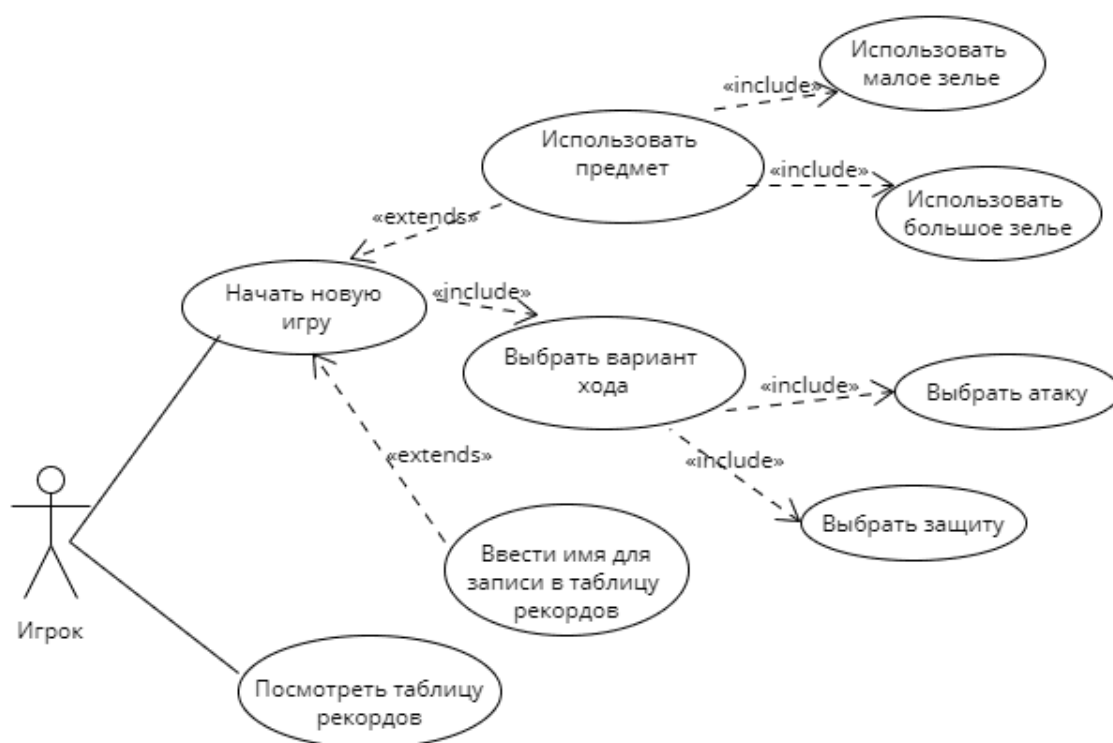 Использовать
малое зелье
«include»
Использовать
предмет
«include»
Использовать
большое зелье
«extends»
Начать новую
игру
«include»
Выбрать вариант
хода
«include»
Выбрать атаку
«extends»
«include»
Выбрать защиту
Ввести имя для
записи в таблицу
рекордов
Игрок
Посмотреть таблицу
рекордов